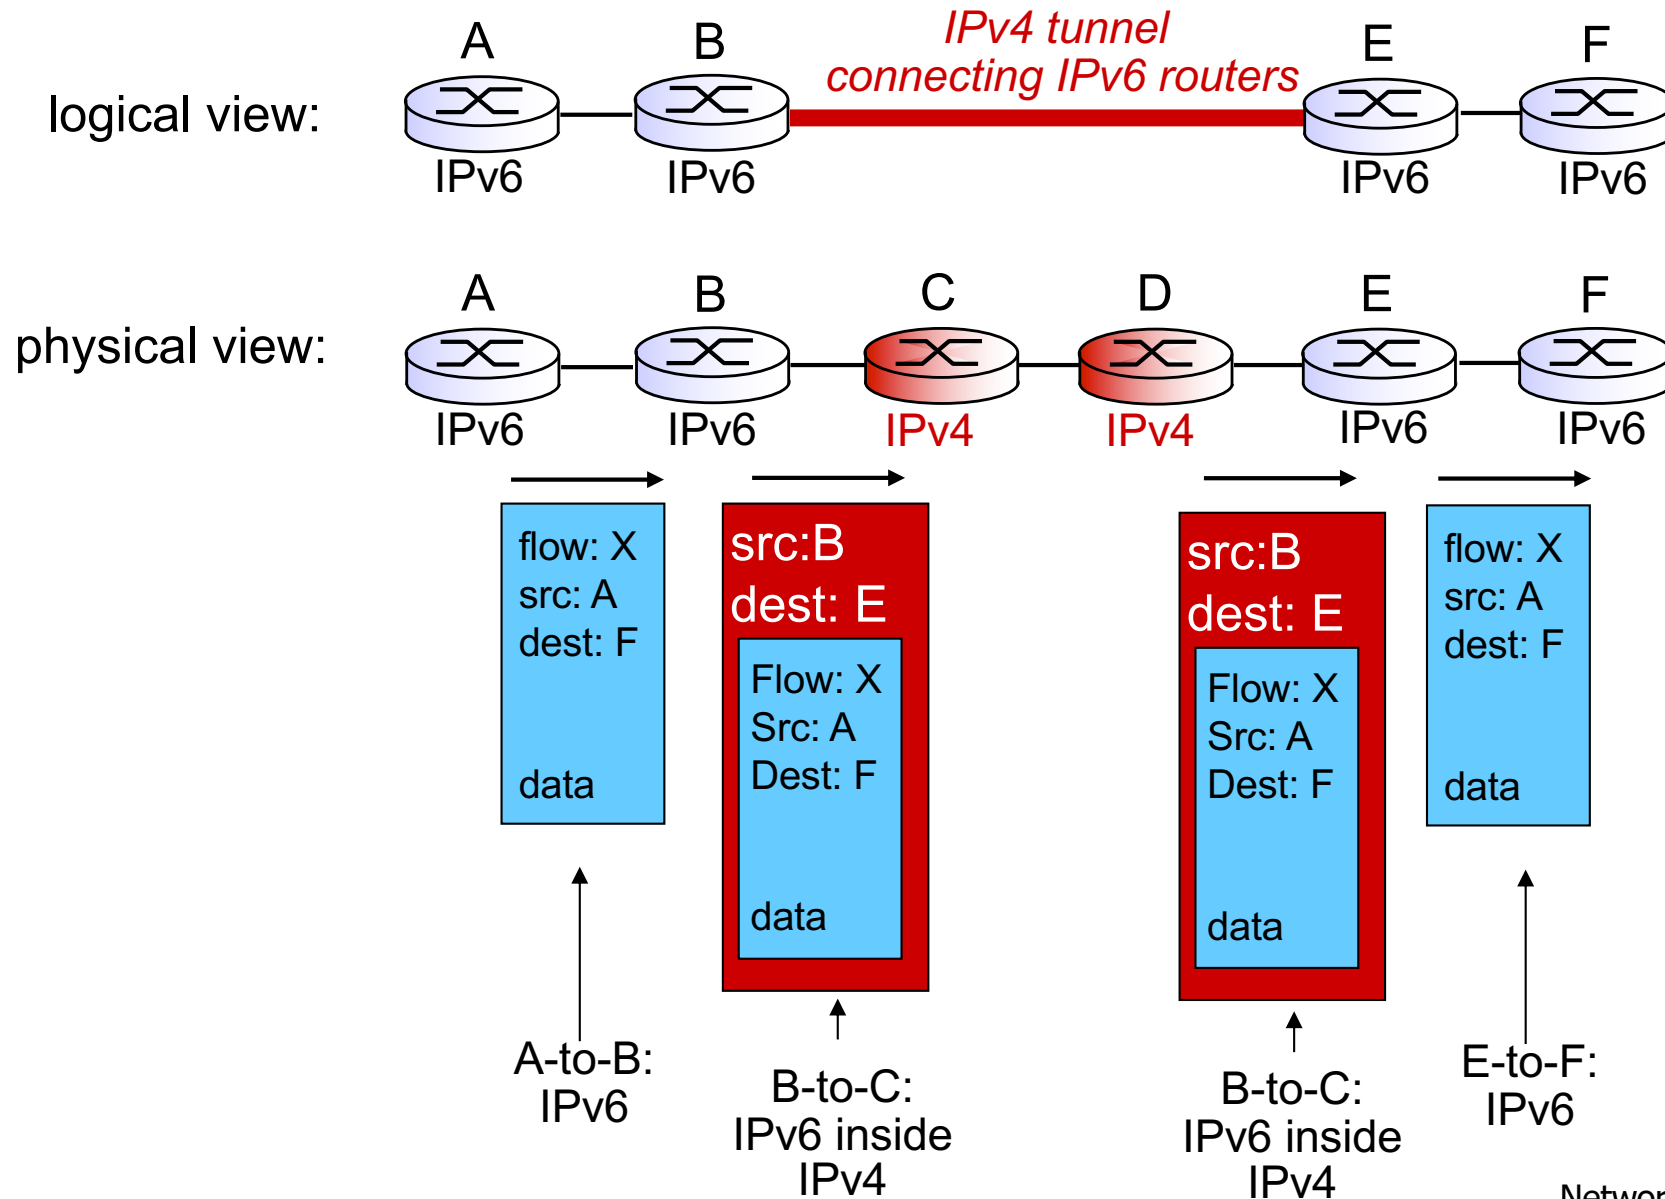 IPv4 tunnel
connecting IPv6 routers
A B E F
logical view:
IPv6 IPv6 IPv6 IPv6
A B C D E F
physical view:
IPv6 IPv6 IPv4 IPv4 IPv6 IPv6
flow: X
src: A
dest: F
data
src:B
dest: E
Flow: X
Src: A
Dest: F
data
src:B
dest: E
Flow: X
Src: A
Dest: F
data
flow: X
src: A
dest: F
data
A-to-B:
IPv6
B-to-C:
IPv6 inside
IPv4
B-to-C:
IPv6 inside
IPv4
E-to-F:
IPv6
Networ